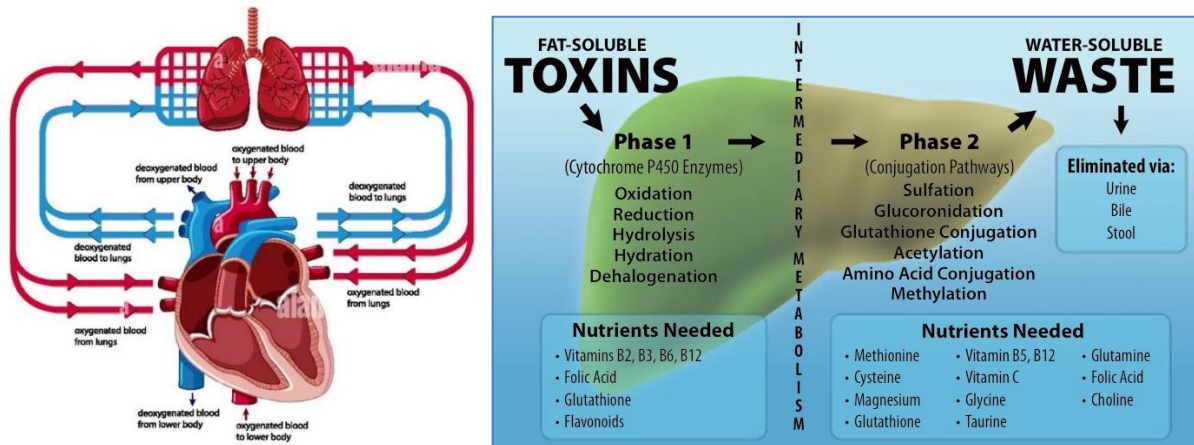 oxygenated blood
to upper body
deoxygenated blood
from upper body
deoxygenated
blood to lungs
deoxygenated
blood to lungs
oxygenated blood
from lungs
oxygenated blood
from lungs
deoxygenated blood
from lower body
oxygenated blood
to lower body
a
alamy
a
a
alamy
FAT-SOLUBLE
TOXINS
INTERMEDIARY METABOLISM
WATER-SOLUBLE
WASTE
Phase 1
(Cytochrome P450 Enzymes)
Oxidation
Reduction
Hydrolysis
Hydration
Dehalogenation
Phase 2
(Conjugation Pathways)
Sulfation
Glucoronidation
Glutathione Conjugation
Acetylation
Amino Acid Conjugation
Methylation
Eliminated via:
Urine
Bile
Stool
Nutrients Needed
• Vitamins B2, B3, B6, B12
• Folic Acid
• Glutathione
• Flavonoids
Nutrients Needed
• Methionine
• Cysteine
• Magnesium
• Glutathione
• Vitamin B5, B12
• Vitamin C
• Glycine
• Taurine
• Glutamine
• Folic Acid
• Choline